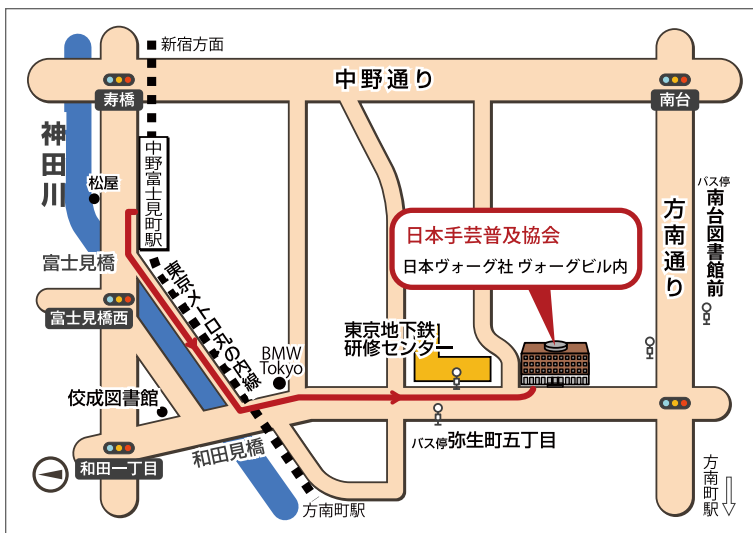 新宿方面
中野通り
寿橋
南台
神田川
中野富士見町駅
松屋
バス停
南台図書館前
方南通り
日本手芸普及協会
日本ヴォーグ社 ヴォーグビル内
富士見橋
東京メトロ丸の内線
富士見橋西
東京地下鉄
研修センター
BMW
Tokyo
佼成図書館
バス停 弥生町五丁目
和田見橋
和田一丁目
方南町駅
方南町駅